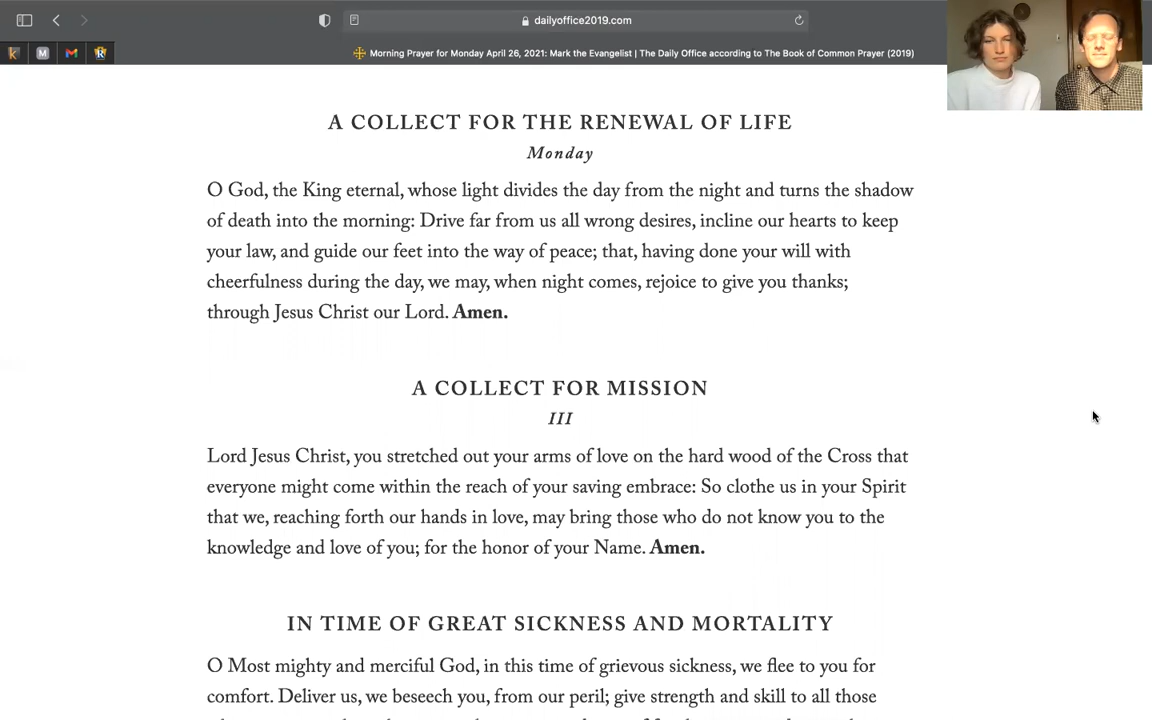 dailyoffice2019.com
Morning Prayer for Monday April 26, 2021: Mark the Evangelist | The Daily Office according to The Book of Common Prayer (2019)
A COLLECT FOR THE RENEWAL OF LIFE
Monday
O God, the King eternal, whose light divides the day from the night and turns the shadow
of death into the morning: Drive far from us all wrong desires, incline our hearts to keep
your law, and guide our feet into the way of peace; that, having done your will with
cheerfulness during the day, we may, when night comes, rejoice to give you thanks;
through Jesus Christ our Lord. Amen.
A COLLECT FOR MISSION
III
Lord Jesus Christ, you stretched out your arms of love on the hard wood of the Cross that
everyone might come within the reach of your saving embrace: So clothe us in your Spirit
that we, reaching forth our hands in love, may bring those who do not know you to the
knowledge and love of you; for the honor of your Name. Amen.
IN TIME OF GREAT SICKNESS AND MORTALITY
O Most mighty and merciful God, in this time of grievous sickness, we flee to you for
comfort. Deliver us, we beseech you, from our peril; give strength and skill to all those